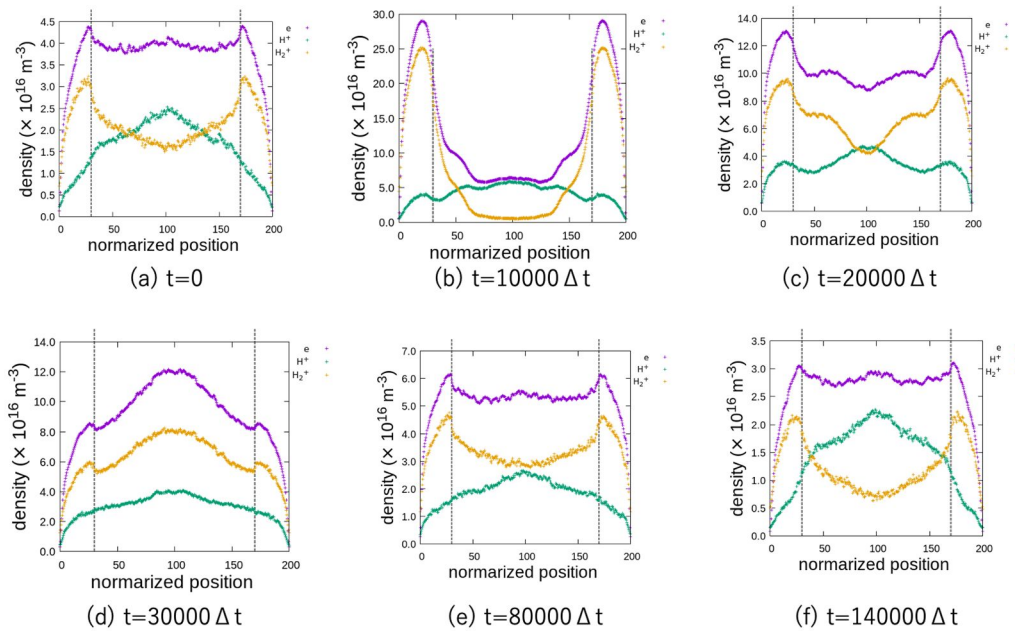 4.5
4.0
3.5
3.0
2.5
2.0
1.5
1.0
0.5
0.0
density (× 10¹⁶ m⁻³)
0 50 100 150 200
normarized position
e
H⁺
H₂⁺
(a) t=0
30.0
25.0
20.0
15.0
10.0
5.0
0.0
density (× 10¹⁶ m⁻³)
0 50 100 150 200
normarized position
e
H⁺
H₂⁺
(b) t=10000 Δ t
14.0
12.0
10.0
8.0
6.0
4.0
2.0
0.0
density (× 10¹⁶ m⁻³)
0 50 100 150 200
normarized position
e
H⁺
H₂⁺
(c) t=20000 Δ t
14.0
12.0
10.0
8.0
6.0
4.0
2.0
0.0
density (× 10¹⁶ m⁻³)
0 50 100 150 200
normarized position
e
H⁺
H₂⁺
(d) t=30000 Δ t
7.0
6.0
5.0
4.0
3.0
2.0
1.0
0.0
density (× 10¹⁶ m⁻³)
0 50 100 150 200
normarized position
e
H⁺
H₂⁺
(e) t=80000 Δ t
3.5
3.0
2.5
2.0
1.5
1.0
0.5
0.0
density (× 10¹⁶ m⁻³)
0 50 100 150 200
normarized position
e
H⁺
H₂⁺
(f) t=140000 Δ t